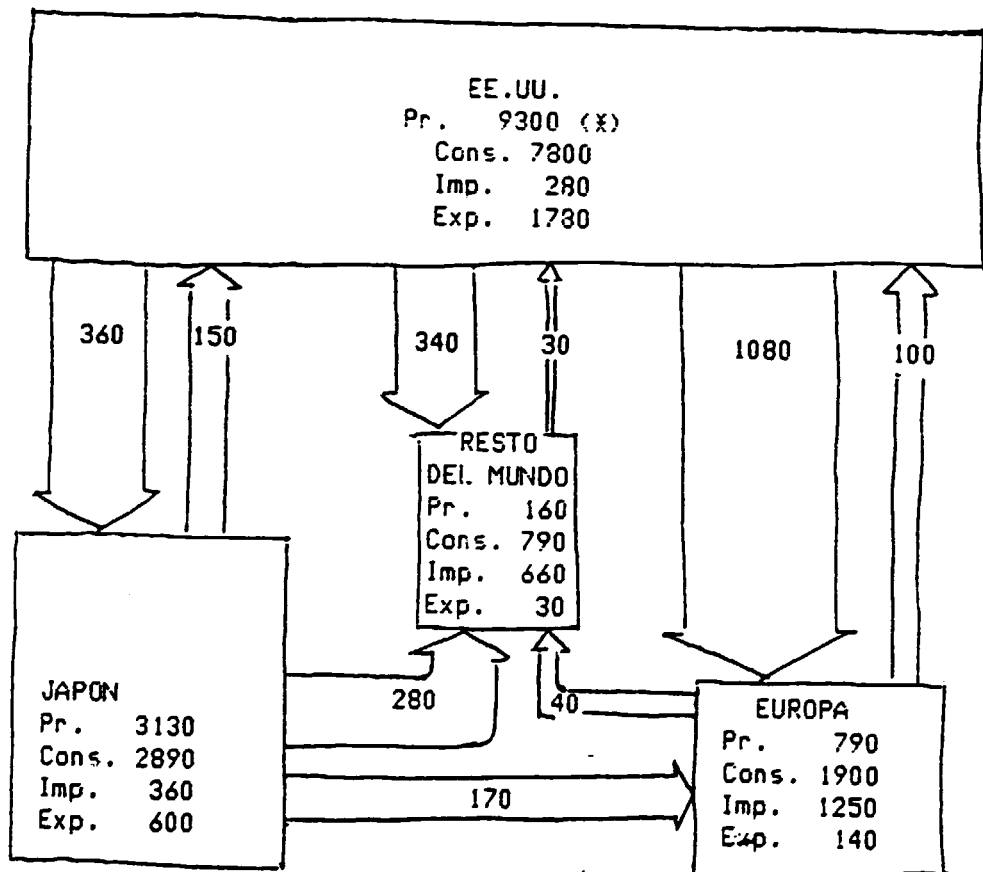 EE.UU.
Pr. 9300 (*)
Cons. 7800
Imp. 280
Exp. 1780
360
150
340
30
1080
100
RESTO
DEL MUNDO
Pr. 160
Cons. 790
Imp. 660
Exp. 30
JAPON
Pr. 3130
Cons. 2890
Imp. 360
Exp. 600
280
40
170
EUROPA
Pr. 790
Cons. 1900
Imp. 1250
Exp. 140